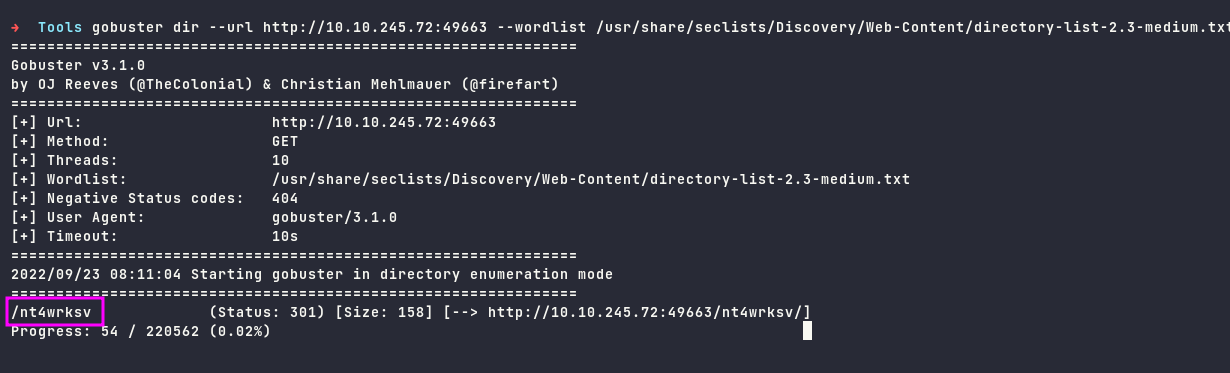 → Tools gobuster dir --url http://10.10.245.72:49663 --wordlist /usr/share/seclists/Discovery/Web-Content/directory-list-2.3-medium.txt
===============================================================
Gobuster v3.1.0
by OJ Reeves (@TheColonial) & Christian Mehlmauer (@firefart)
===============================================================
[+] Url:                     http://10.10.245.72:49663
[+] Method:                  GET
[+] Threads:                 10
[+] Wordlist:                /usr/share/seclists/Discovery/Web-Content/directory-list-2.3-medium.txt
[+] Negative Status codes:   404
[+] User Agent:              gobuster/3.1.0
[+] Timeout:                 10s
===============================================================
2022/09/23 08:11:04 Starting gobuster in directory enumeration mode
===============================================================
/nt4wrksv             (Status: 301) [Size: 158] [--> http://10.10.245.72:49663/nt4wrksv/]
Progress: 54 / 220562 (0.02%)